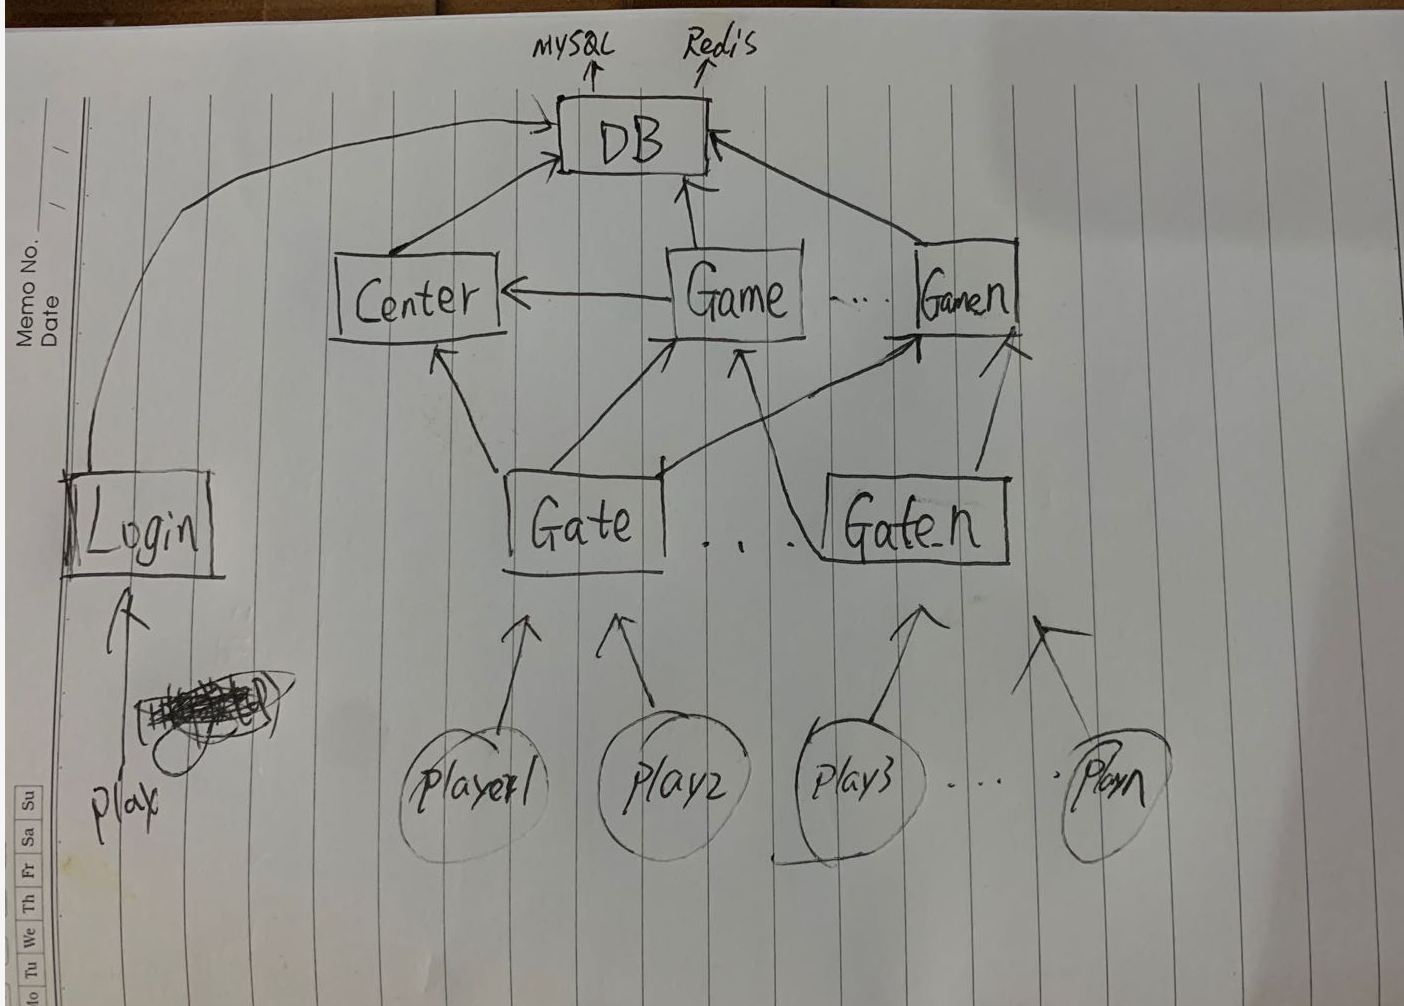 MYSQL
Redis
DB
Center
Game
Game_n
Login
Gate
Gate_n
play
player1
play2
play3
playn
Memo No.
Date / /
Tu We Th Fr Sa Su